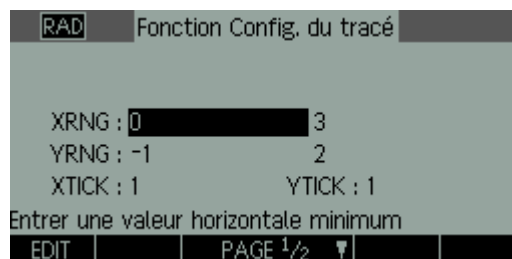 RAD Fonction Config. du tracé
XRNG : 0 3
YRNG : -1 2
XTICK : 1 YTICK : 1
Entrer une valeur horizontale minimum
EDIT PAGE 1/2 ▼